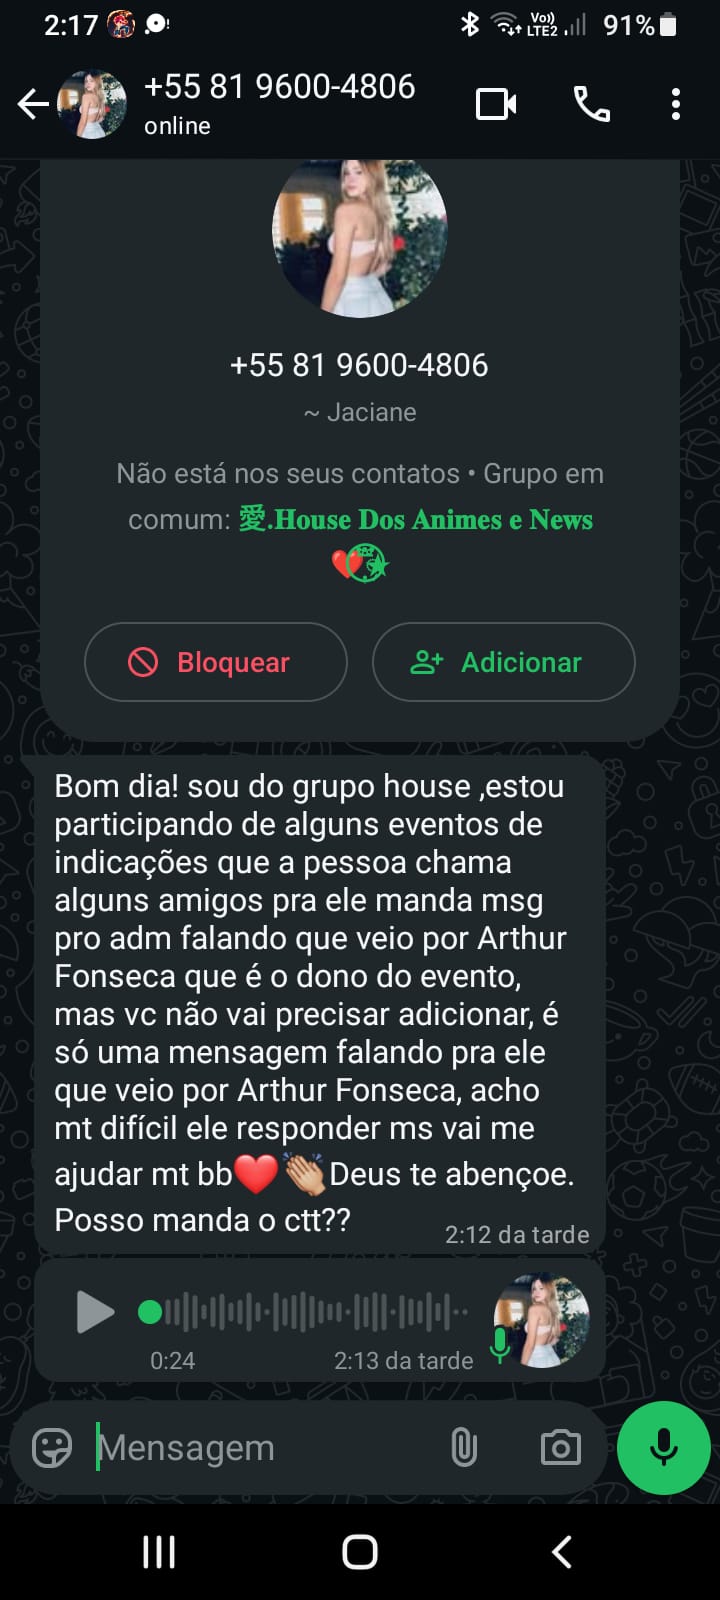 2:17
Vo))
LTE2
91%
+55 81 9600-4806
online
+55 81 9600-4806
~ Jaciane
Não está nos seus contatos • Grupo em
comum: 愛.House Dos Animes e News
❤️
Bloquear
Adicionar
Bom dia! sou do grupo house ,estou
participando de alguns eventos de
indicações que a pessoa chama
alguns amigos pra ele manda msg
pro adm falando que veio por Arthur
Fonseca que é o dono do evento,
mas vc não vai precisar adicionar, é
só uma mensagem falando pra ele
que veio por Arthur Fonseca, acho
mt difícil ele responder ms vai me
ajudar mt bb❤️👏🏼Deus te abençoe.
Posso manda o ctt??
2:12 da tarde
0:24
2:13 da tarde
Mensagem